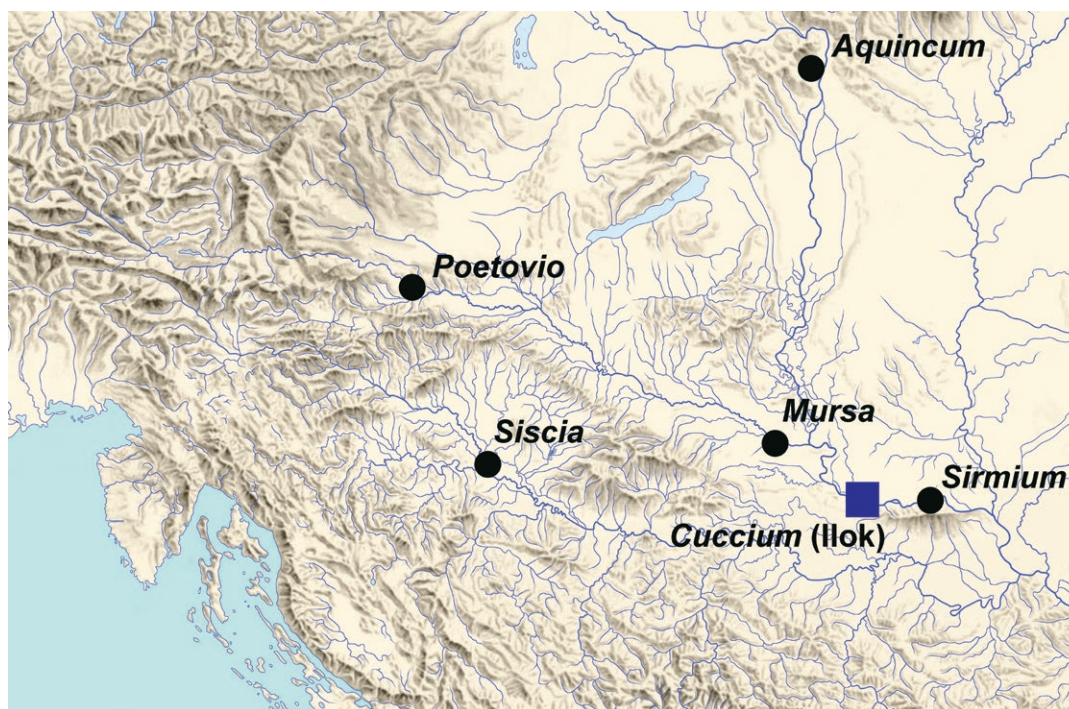 Aquincum
Poetovio
Mursa
Siscia
Sirmium
Cuccium (Ilok)